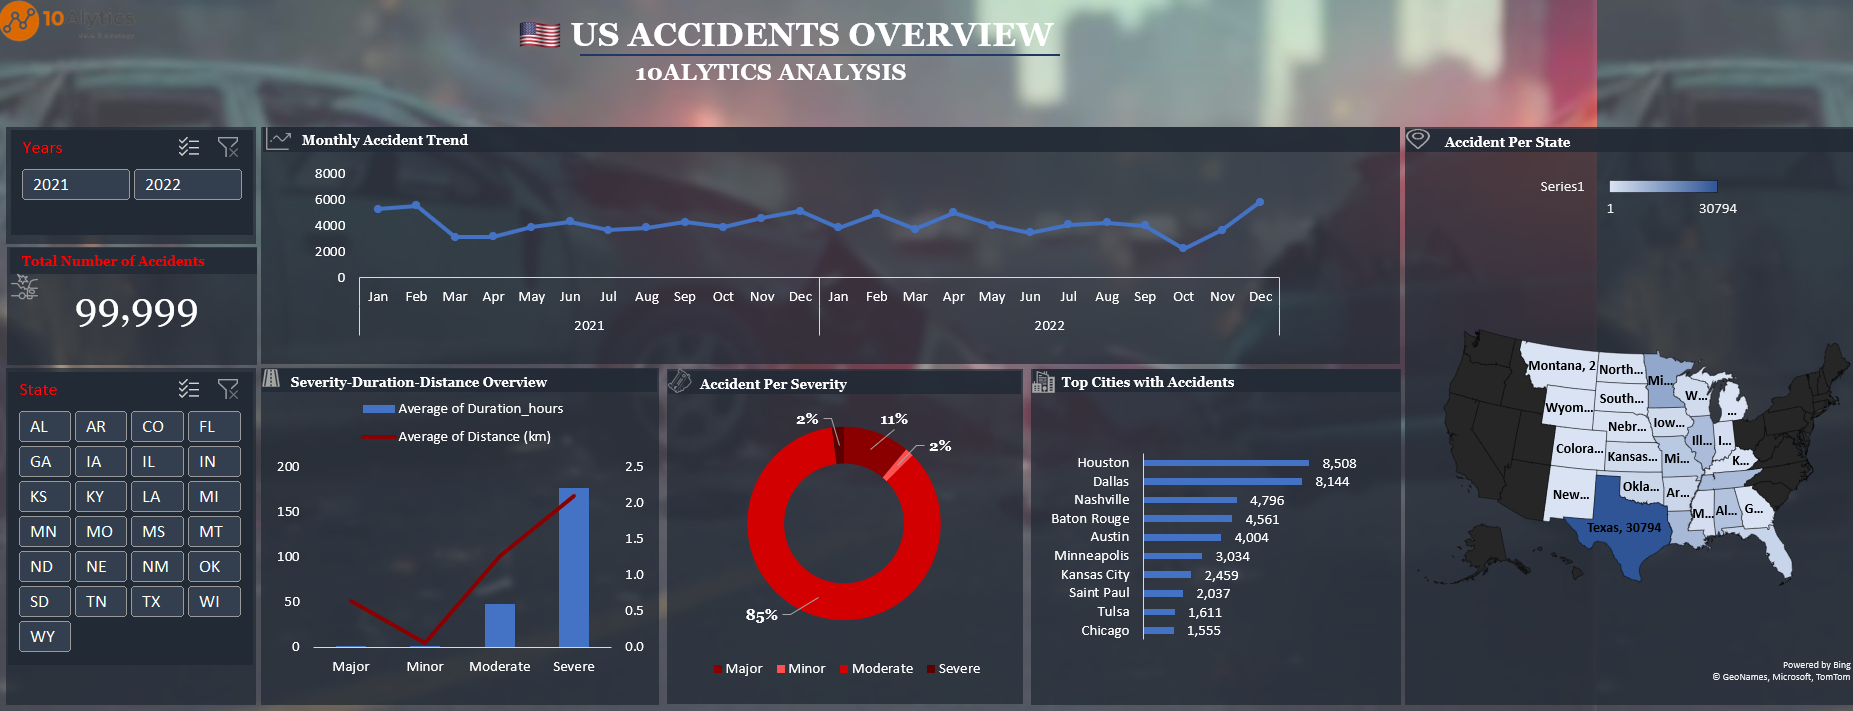 10Alytics
US ACCIDENTS OVERVIEW
10ALYTICS ANALYSIS
Years
2021 2022
Total Number of Accidents
99,999
State
AL AR CO FL
GA IA IL IN
KS KY LA MI
MN MO MS MT
ND NE NM OK
SD TN TX WI
WY
Monthly Accident Trend
8000
6000
4000
2000
0
Jan Feb Mar Apr May Jun Jul Aug Sep Oct Nov Dec Jan Feb Mar Apr May Jun Jul Aug Sep Oct Nov Dec
2021 2022
Severity-Duration-Distance Overview
Average of Duration_hours
Average of Distance (km)
200 2.5
150 2.0
100 1.5
50 1.0
0 0.5
0.0
Major Minor Moderate Severe
Accident Per Severity
2% 11%
2%
85%
Major Minor Moderate Severe
Top Cities with Accidents
Houston 8,508
Dallas 8,144
Nashville 4,796
Baton Rouge 4,561
Austin 4,004
Minneapolis 3,034
Kansas City 2,459
Saint Paul 2,037
Tulsa 1,611
Chicago 1,555
Accident Per State
Series1
1 30794
Montana, 2 North... Mi...
South... W...
Wyom... ...
Nebr... Iow...
Ill... I...
Colora... Kansas... Mi... K...
New... Okla... Ar...
M... Al... G...
Texas, 30794
Powered by Bing
© GeoNames, Microsoft, TomTom